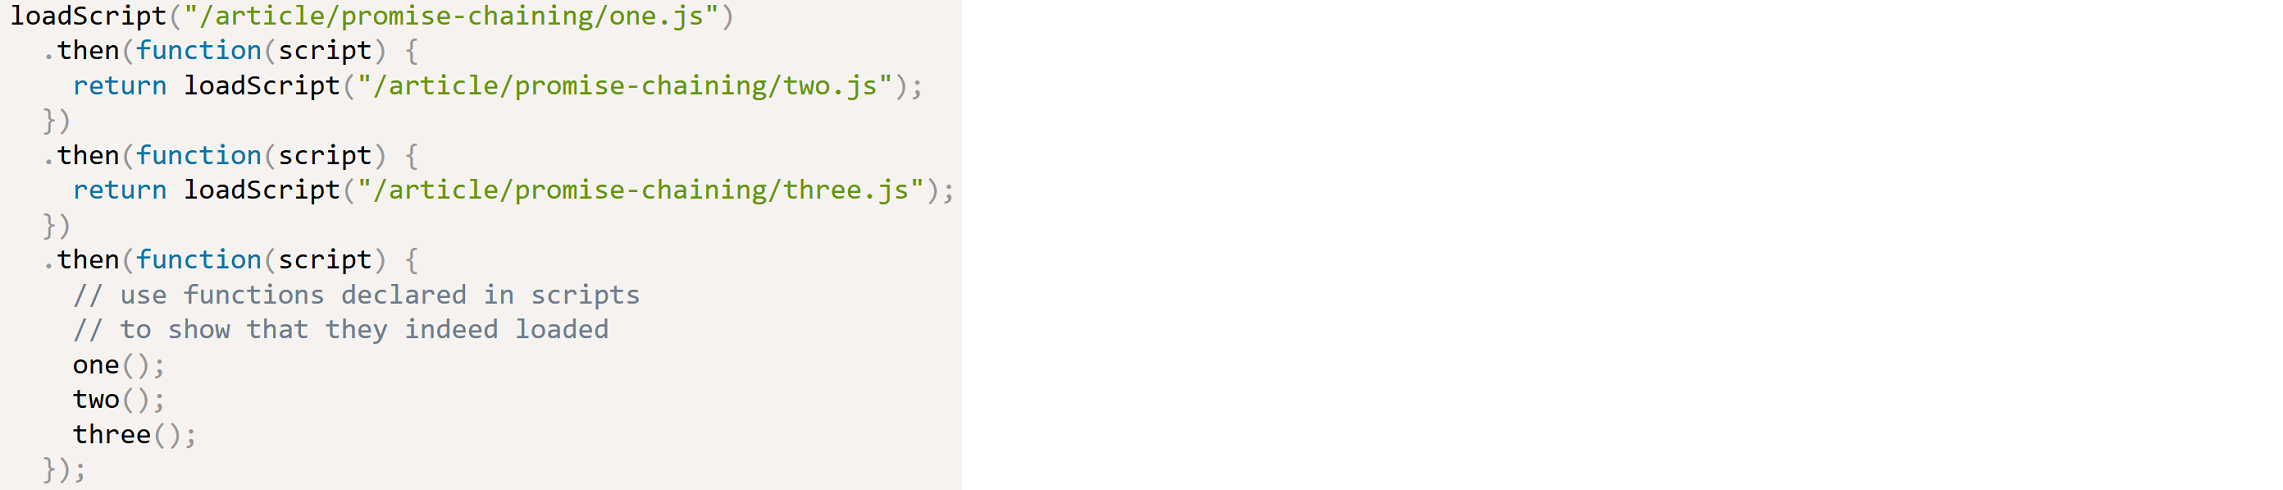 loadScript("/article/promise-chaining/one.js")
  .then(function(script) {
    return loadScript("/article/promise-chaining/two.js");
  })
  .then(function(script) {
    return loadScript("/article/promise-chaining/three.js");
  })
  .then(function(script) {
    // use functions declared in scripts
    // to show that they indeed loaded
    one();
    two();
    three();
  });